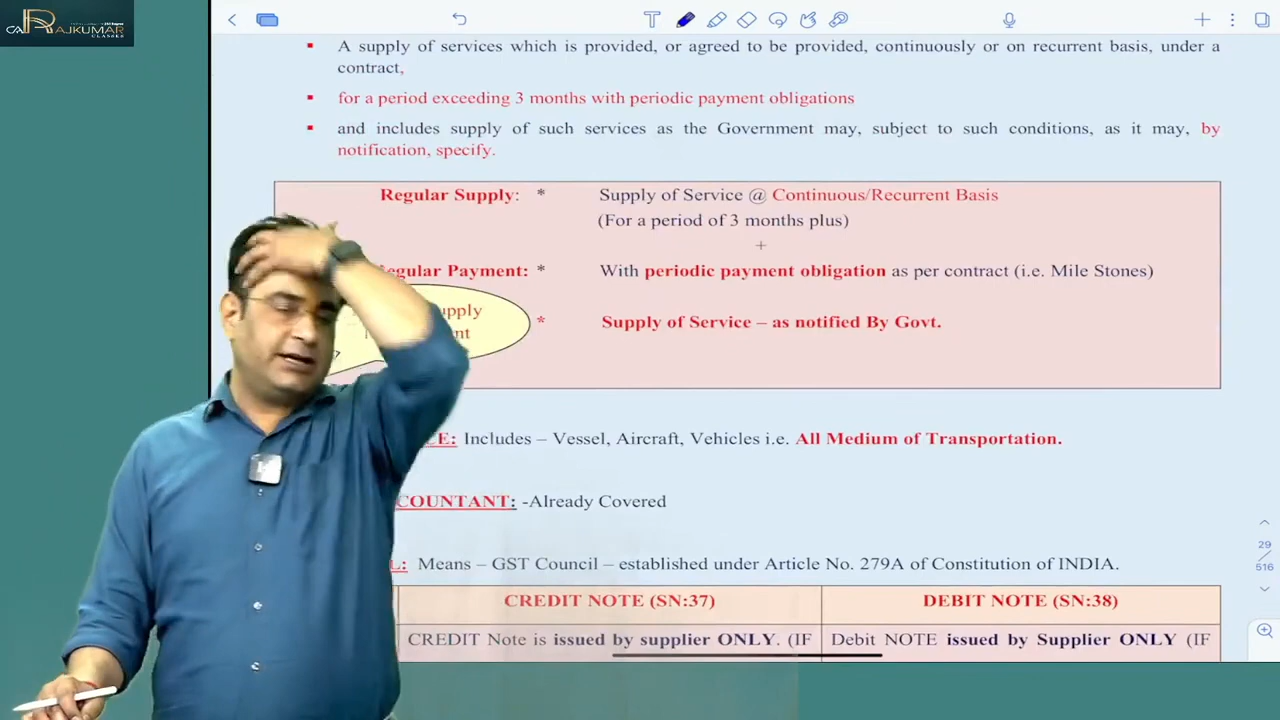 CA RAJKUMAR
CLASSES
A supply of services which is provided, or agreed to be provided, continuously or on recurrent basis, under a
contract,
for a period exceeding 3 months with periodic payment obligations
and includes supply of such services as the Government may, subject to such conditions, as it may, by
notification, specify.
Regular Supply: * Supply of Service @ Continuous/Recurrent Basis
(For a period of 3 months plus)
+
egular Payment: * With periodic payment obligation as per contract (i.e. Mile Stones)
upply
nt
* Supply of Service – as notified By Govt.
CE: Includes – Vessel, Aircraft, Vehicles i.e. All Medium of Transportation.
COUNTANT: -Already Covered
L: Means – GST Council – established under Article No. 279A of Constitution of INDIA.
CREDIT NOTE (SN:37) DEBIT NOTE (SN:38)
CREDIT Note is issued by supplier ONLY. (IF Debit NOTE issued by Supplier ONLY (IF
29
516